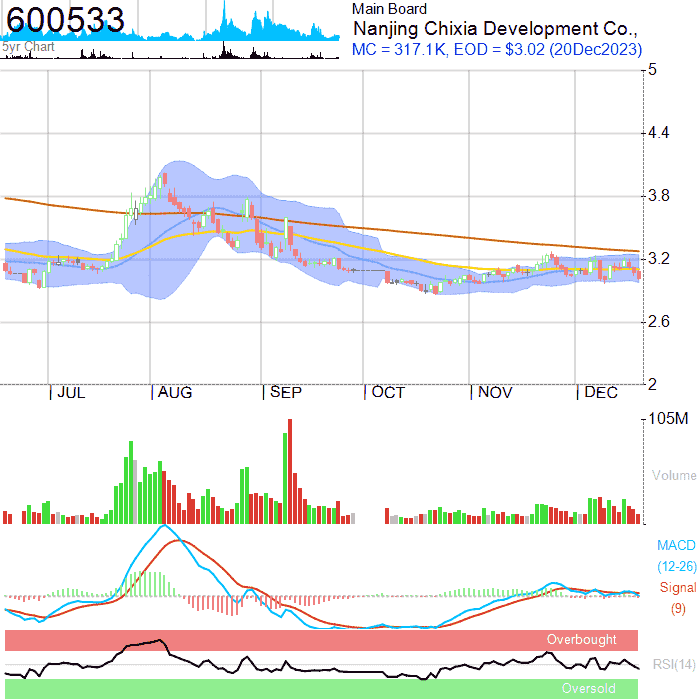 600533
5yr Chart
Main Board
Nanjing Chixia Development Co.,
MC = 317.1K, EOD = $3.02 (20Dec2023)
5
4.4
3.8
3.2
2.6
2
JUL AUG SEP OCT NOV DEC
105M
Volume
MACD
(12-26)
Signal
(9)
Overbought
RSI(14)
Oversold